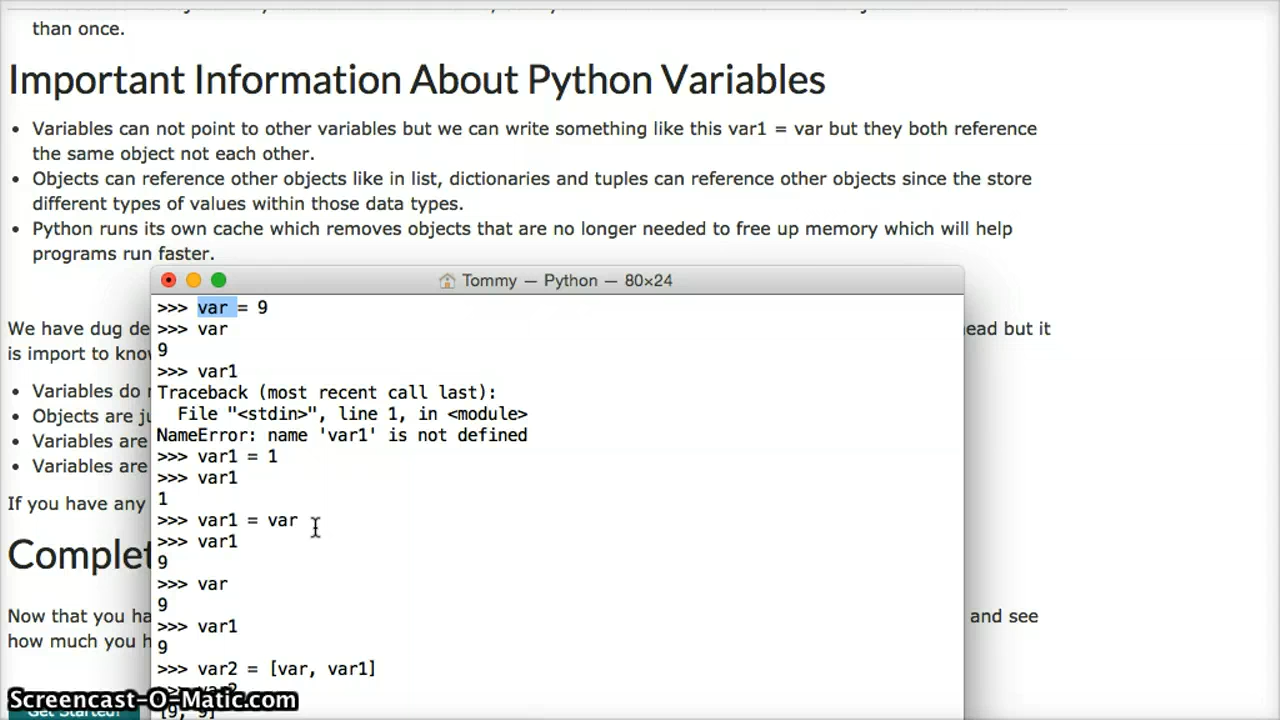 than once.
Important Information About Python Variables
• Variables can not point to other variables but we can write something like this var1 = var but they both reference
the same object not each other.
• Objects can reference other objects like in list, dictionaries and tuples can reference other objects since the store
different types of values within those data types.
• Python runs its own cache which removes objects that are no longer needed to free up memory which will help
programs run faster.
Tommy — Python — 80×24
>>> var = 9
>>> var
9
>>> var1
Traceback (most recent call last):
File "<stdin>", line 1, in <module>
NameError: name 'var1' is not defined
>>> var1 = 1
>>> var1
1
>>> var1 = var
>>> var1
9
>>> var
9
>>> var1
9
>>> var2 = [var, var1]
>>> var2
[9, 9]
We have dug de ead but it
is import to kno
• Variables do
• Objects are ju
• Variables are
• Variables are
If you have any
Complet
Now that you ha and see
how much you h
Get Started!
Screencast-O-Matic.com